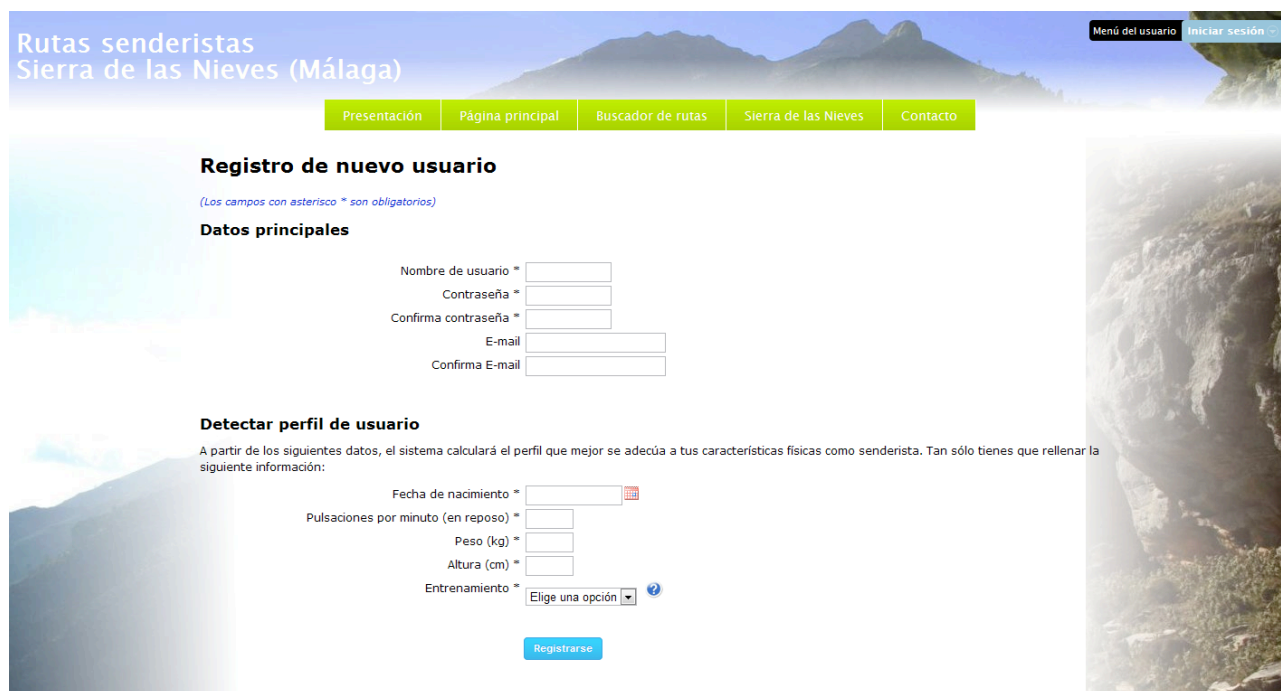 Rutas senderistas
Sierra de las Nieves (Málaga)
Menú del usuario Iniciar sesión
Presentación Página principal Buscador de rutas Sierra de las Nieves Contacto
Registro de nuevo usuario
(Los campos con asterisco * son obligatorios)
Datos principales
Nombre de usuario *
Contraseña *
Confirma contraseña *
E-mail
Confirma E-mail
Detectar perfil de usuario
A partir de los siguientes datos, el sistema calculará el perfil que mejor se adecúa a tus características físicas como senderista. Tan sólo tienes que rellenar la
siguiente información:
Fecha de nacimiento *
Pulsaciones por minuto (en reposo) *
Peso (kg) *
Altura (cm) *
Entrenamiento * Elige una opción ?
Registrarse